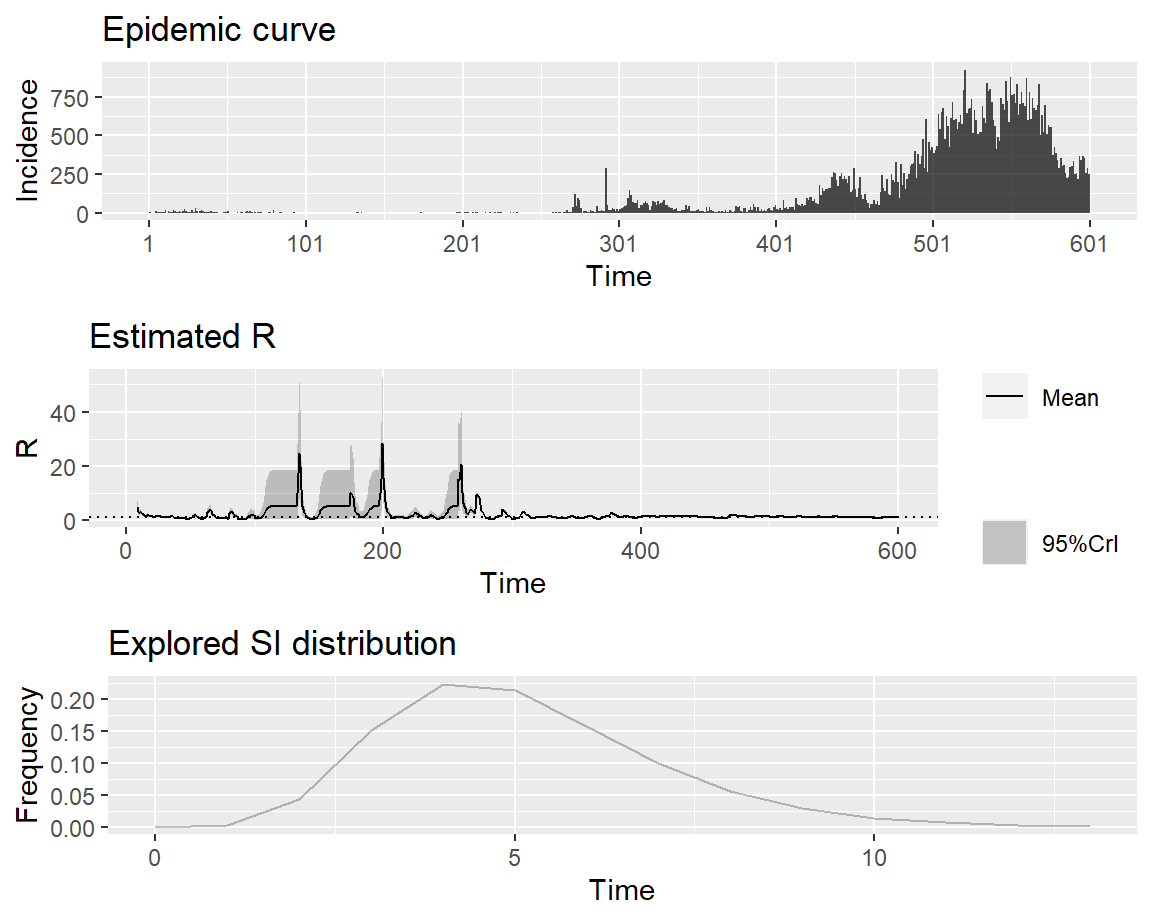 Epidemic curve
Incidence
750
500
250
0
1 101 201 301 401 501 601
Time
Estimated R
R
40
20
0
0 200 400 600
Time
Mean
95%CrI
Explored SI distribution
Frequency
0.20
0.15
0.10
0.05
0.00
0 5 10
Time